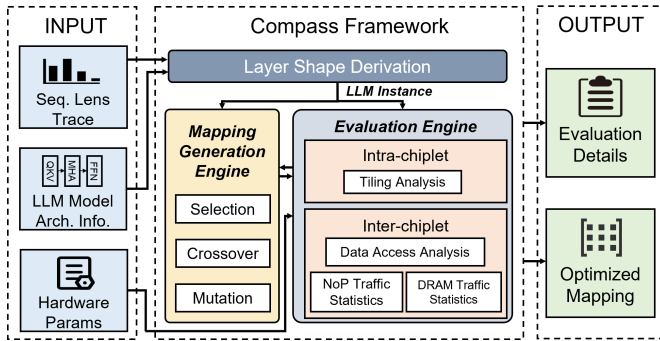 INPUT
Seq. Lens
Trace
QKV
MHA
FFN
LLM Model
Arch. Info.
Hardware
Params
Compass Framework
Layer Shape Derivation
LLM Instance
Mapping
Generation
Engine
Selection
Crossover
Mutation
Evaluation Engine
Intra-chiplet
Tiling Analysis
Inter-chiplet
Data Access Analysis
NoP Traffic
Statistics
DRAM Traffic
Statistics
OUTPUT
Evaluation
Details
Optimized
Mapping